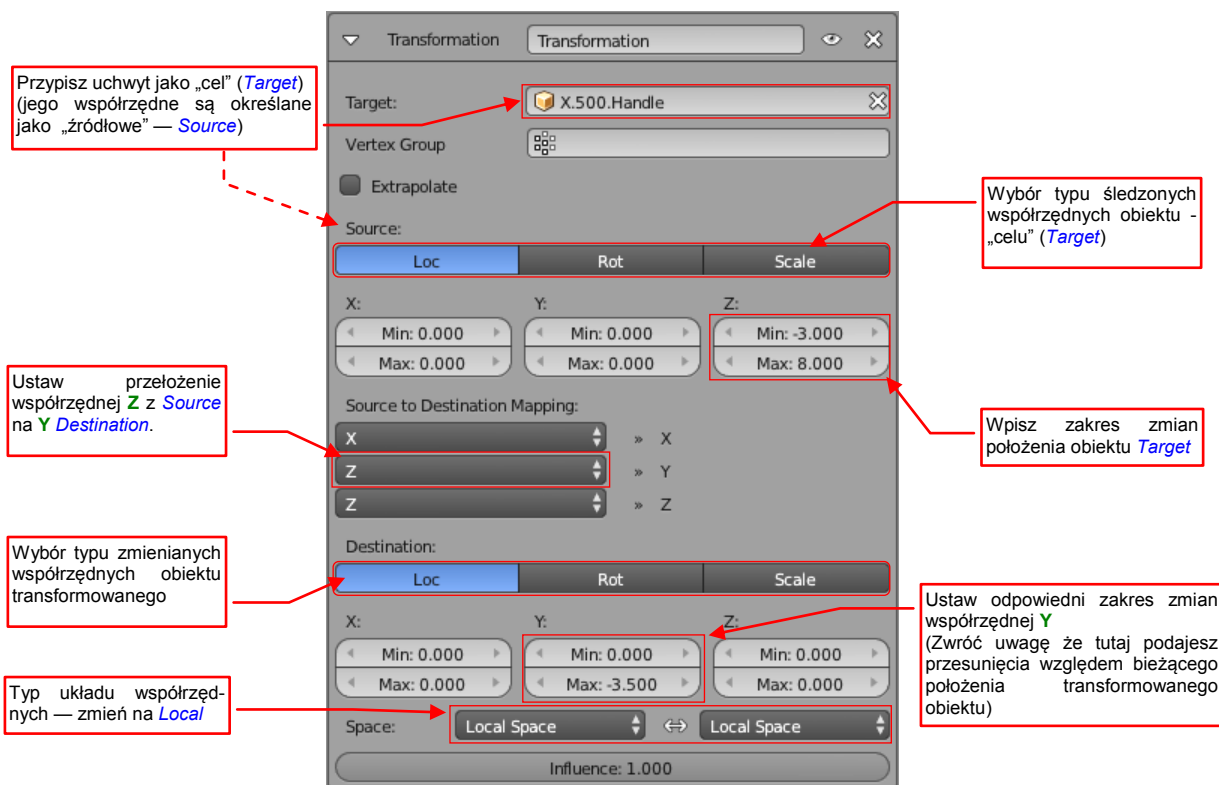 Transformation Transformation
Przypisz uchwyt jako „cel” (Target)
(jego współrzędne są określane
jako „źródłowe” — Source)
Target: X.500.Handle
Vertex Group
Extrapolate
Wybór typu śledzonych
współrzędnych obiektu -
„celu” (Target)
Source:
Loc Rot Scale
X: Y: Z:
Min: 0.000 Min: 0.000 Min: -3.000
Max: 0.000 Max: 0.000 Max: 8.000
Ustaw przełożenie
współrzędnej Z z Source
na Y Destination.
Source to Destination Mapping:
X » X
Z » Y
Z » Z
Wpisz zakres zmian
położenia obiektu Target
Wybór typu zmienianych
współrzędnych obiektu
transformowanego
Destination:
Loc Rot Scale
Ustaw odpowiedni zakres zmian
współrzędnej Y
(Zwróć uwagę że tutaj podajesz
przesunięcia względem bieżącego
położenia transformowanego
obiektu)
X: Y: Z:
Min: 0.000 Min: 0.000 Min: 0.000
Max: 0.000 Max: -3.500 Max: 0.000
Typ układu współrzęd-
nych — zmień na Local
Space: Local Space Local Space
Influence: 1.000